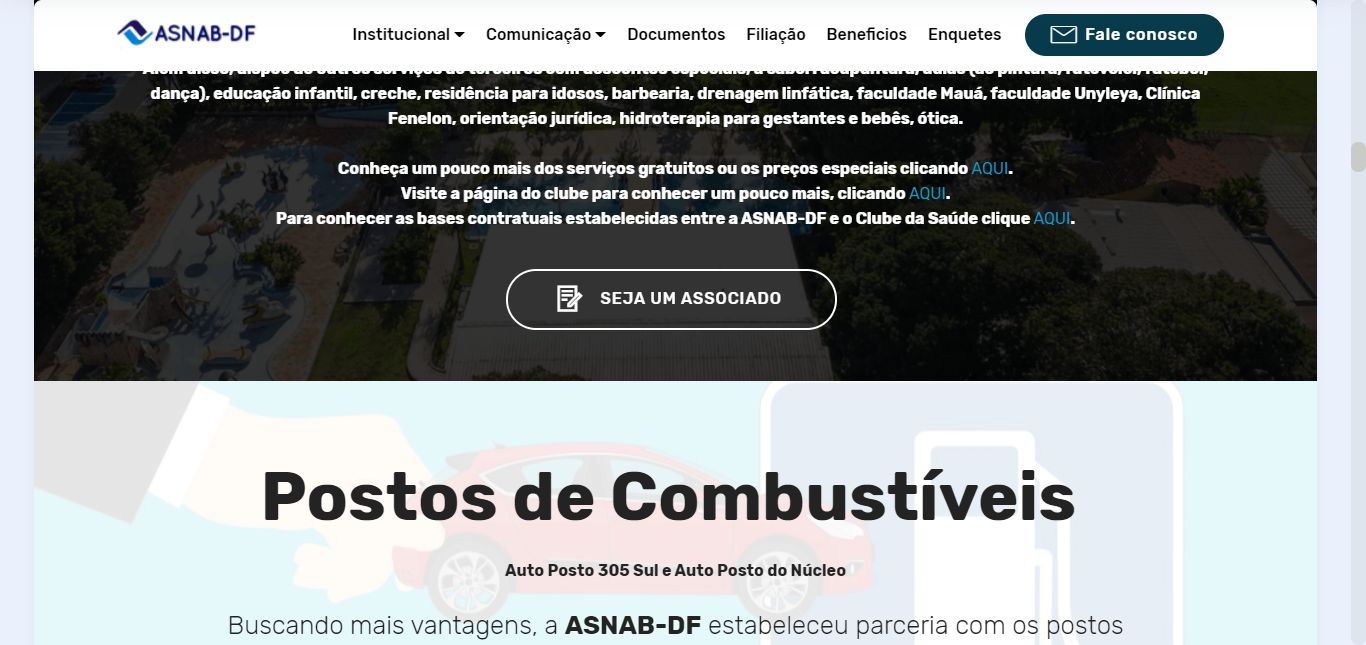 ASNAB-DF
Institucional
Comunicação
Documentos
Filiação
Beneficios
Enquetes
Fale conosco
dança), educação infantil, creche, residência para idosos, barbearia, drenagem linfática, faculdade Mauá, faculdade Unyleya, Clínica
Fenelon, orientação jurídica, hidroterapia para gestantes e bebês, ótica.
Conheça um pouco mais dos serviços gratuitos ou os preços especiais clicando AQUI.
Visite a página do clube para conhecer um pouco mais, clicando AQUI.
Para conhecer as bases contratuais estabelecidas entre a ASNAB-DF e o Clube da Saúde clique AQUI.
SEJA UM ASSOCIADO
Postos de Combustíveis
Auto Posto 305 Sul e Auto Posto do Núcleo
Buscando mais vantagens, a ASNAB-DF estabeleceu parceria com os postos